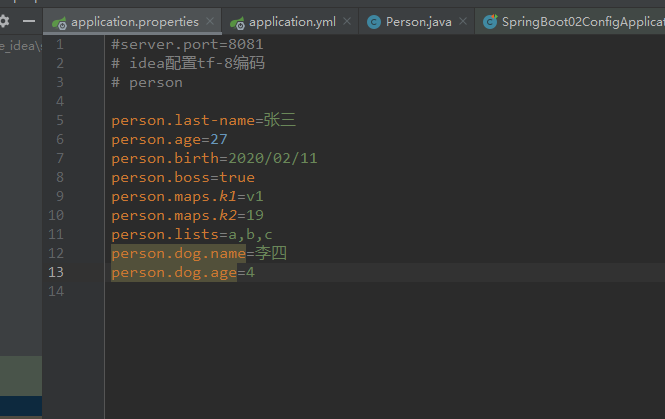 application.properties application.yml Person.java SpringBoot02ConfigApplicat
e_idea\s
1 #server.port=8081
2 # idea配置tf-8编码
3 # person
4
5 person.last-name=张三
6 person.age=27
7 person.birth=2020/02/11
8 person.boss=true
9 person.maps.k1=v1
10 person.maps.k2=19
11 person.lists=a,b,c
12 person.dog.name=李四
13 person.dog.age=4
14